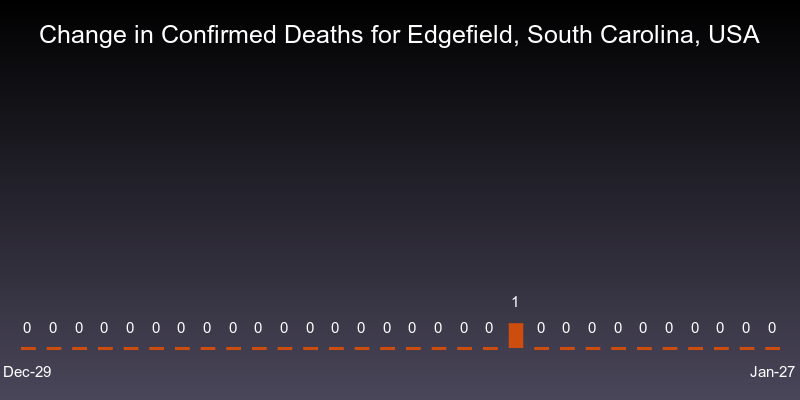 Change in Confirmed Deaths for Edgefield, South Carolina, USA
1
0 0 0 0 0 0 0 0 0 0 0 0 0 0 0 0 0 0 0 0 0 0 0 0 0 0 0 0 0
Dec-29 Jan-27